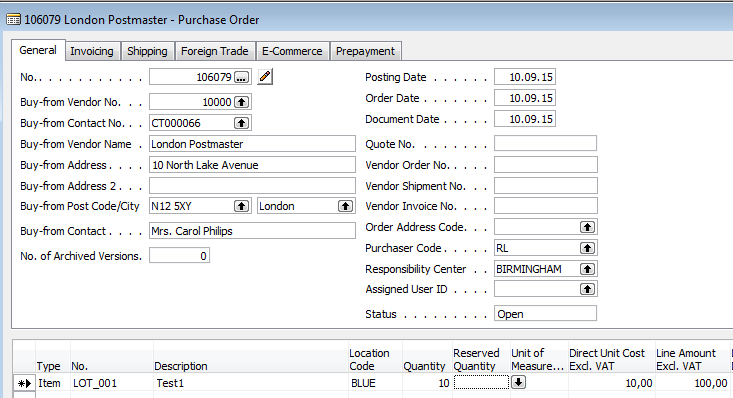 106079 London Postmaster - Purchase Order
General Invoicing Shipping Foreign Trade E-Commerce Prepayment
No. . . . . . . . . . . . 106079 ... Posting Date . . . . . . 10.09.15
Buy-from Vendor No. . . . 10000 Order Date . . . . . . . 10.09.15
Buy-from Contact No. . . CT000066 Document Date . . . . . 10.09.15
Buy-from Vendor Name . London Postmaster Quote No. . . . . . . .
Buy-from Address . . . . 10 North Lake Avenue Vendor Order No. . . . .
Buy-from Address 2 . . . Vendor Shipment No. . .
Buy-from Post Code/City N12 5XY London Vendor Invoice No. . . .
Order Address Code. . .
Buy-from Contact . . . . Mrs. Carol Philips Purchaser Code . . . . . RL
No. of Archived Versions. 0 Responsibility Center . . BIRMINGHAM
Assigned User ID . . . .
Status . . . . . . . . . Open
Type No. Description Location Code Quantity Reserved Quantity Unit of Measure... Direct Unit Cost Excl. VAT Line Amount Excl. VAT
Item LOT_001 Test1 BLUE 10 10,00 100,00